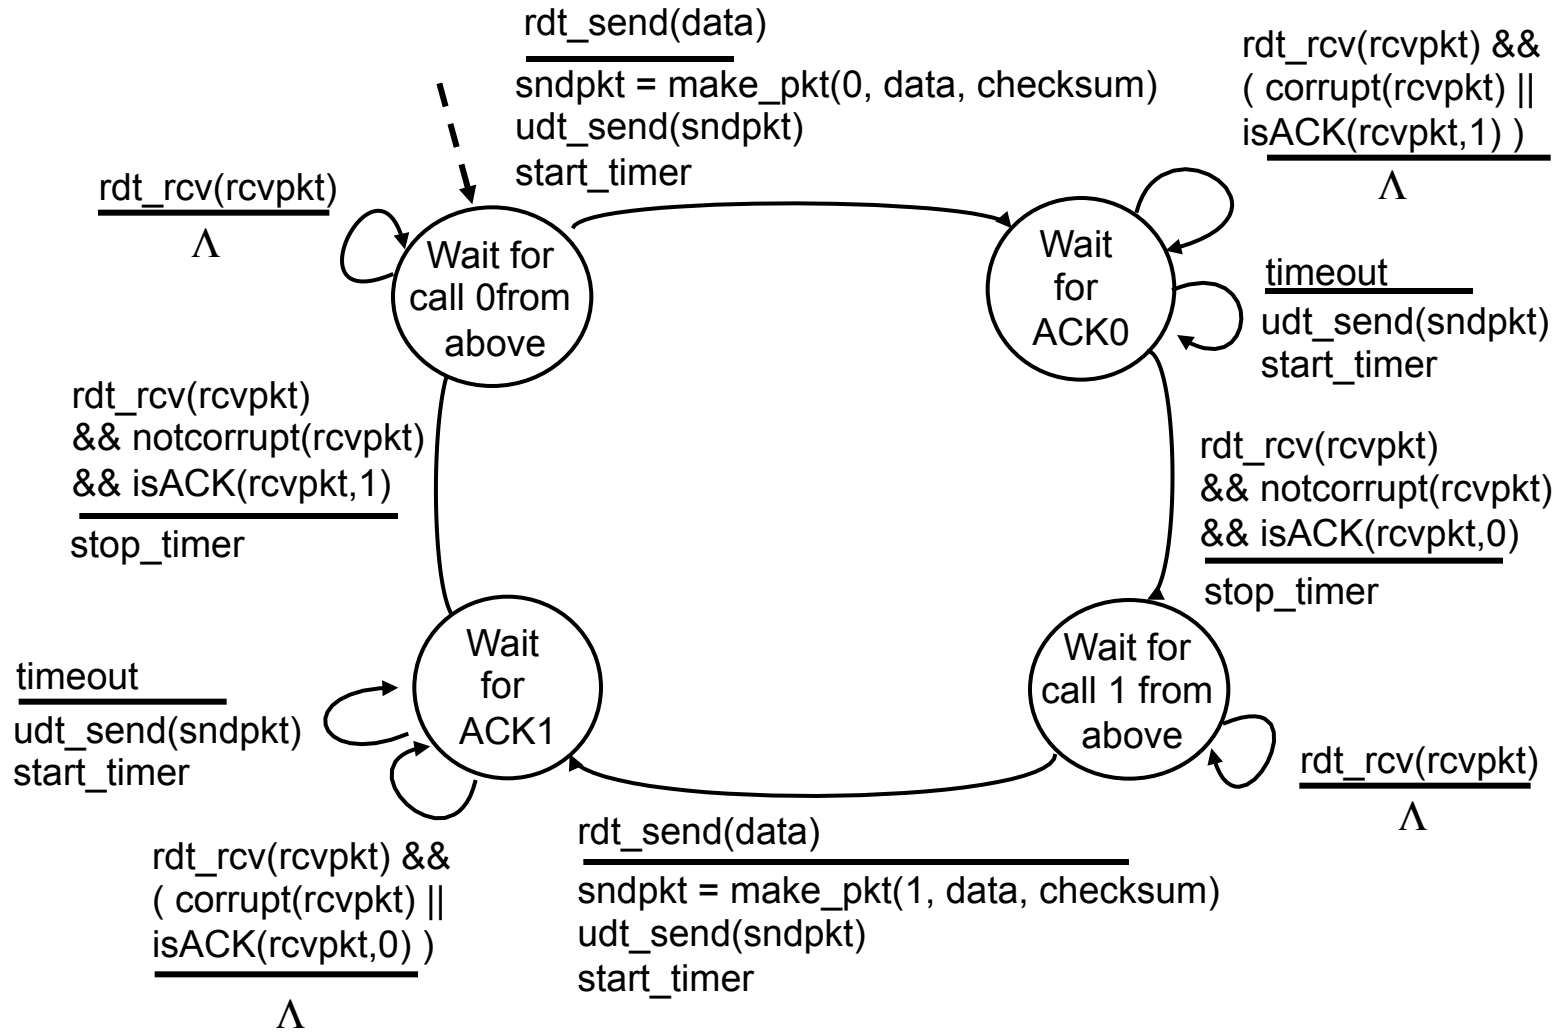 rdt_send(data)
sndpkt = make_pkt(0, data, checksum)
udt_send(sndpkt)
start_timer
rdt_rcv(rcvpkt) &&
( corrupt(rcvpkt) ||
isACK(rcvpkt,1) )
Λ
rdt_rcv(rcvpkt)
Λ
Wait for
call 0from
above
Wait
for
ACK0
timeout
udt_send(sndpkt)
start_timer
rdt_rcv(rcvpkt)
&& notcorrupt(rcvpkt)
&& isACK(rcvpkt,1)
stop_timer
rdt_rcv(rcvpkt)
&& notcorrupt(rcvpkt)
&& isACK(rcvpkt,0)
stop_timer
Wait
for
ACK1
Wait for
call 1 from
above
timeout
udt_send(sndpkt)
start_timer
rdt_rcv(rcvpkt)
Λ
rdt_rcv(rcvpkt) &&
( corrupt(rcvpkt) ||
isACK(rcvpkt,0) )
Λ
rdt_send(data)
sndpkt = make_pkt(1, data, checksum)
udt_send(sndpkt)
start_timer